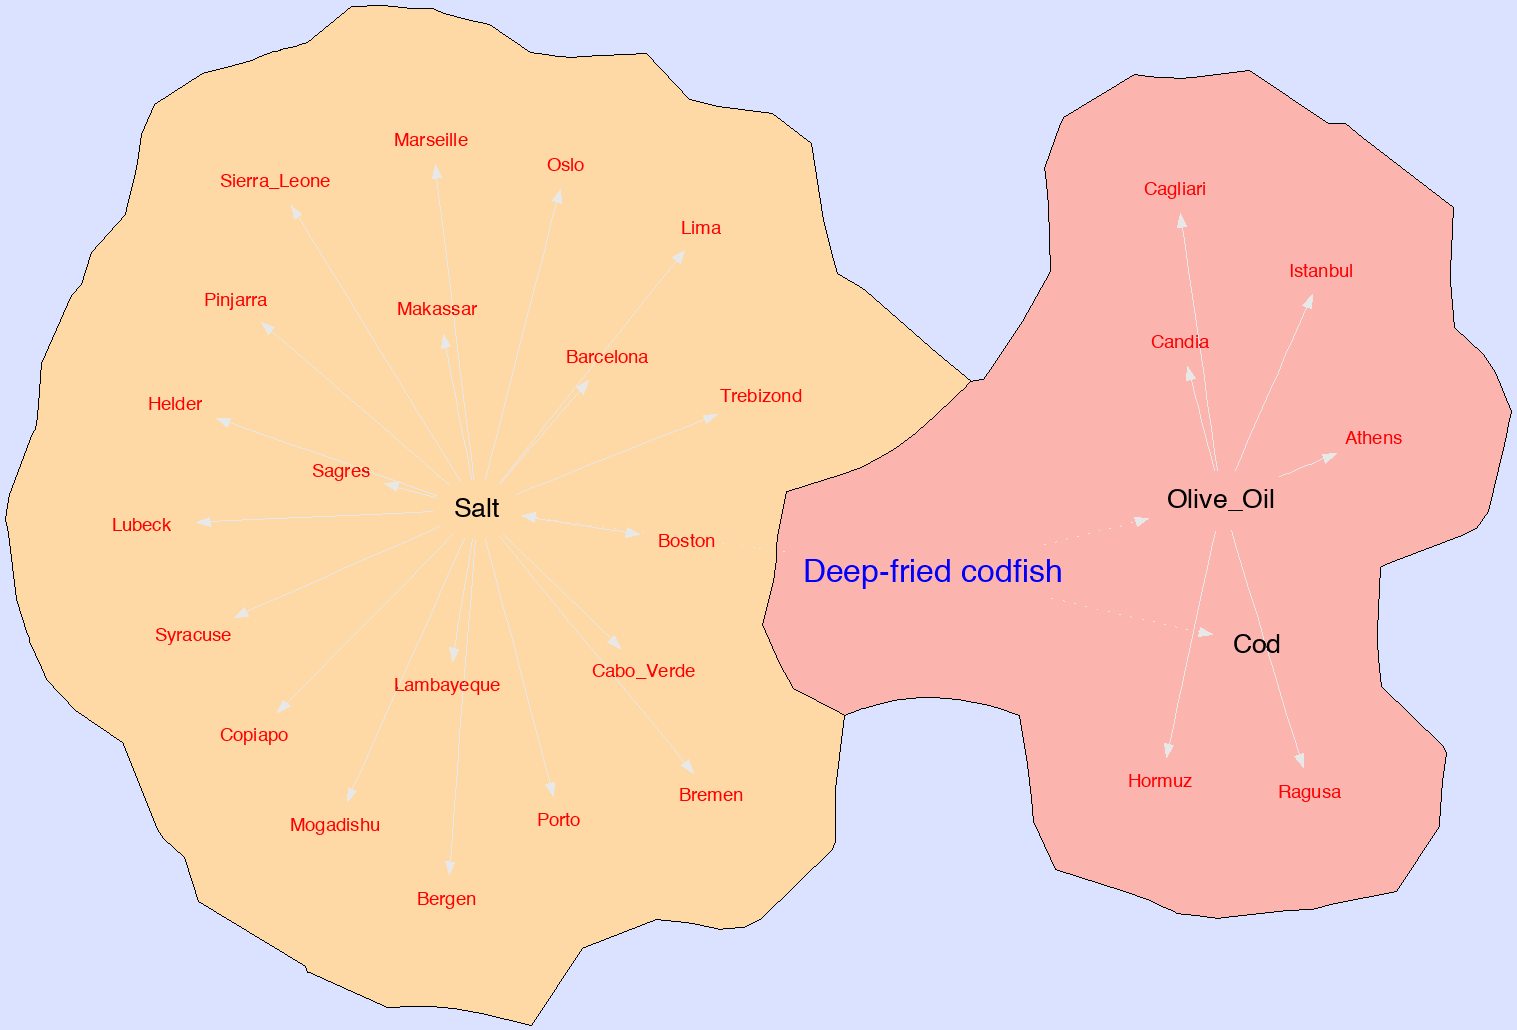 Marseille
Oslo
Sierra_Leone
Cagliari
Lima
Istanbul
Pinjarra
Makassar
Candia
Barcelona
Trebizond
Helder
Athens
Sagres
Olive_Oil
Salt
Lubeck
Boston
Deep-fried codfish
Syracuse
Cod
Cabo_Verde
Lambayeque
Copiapo
Hormuz
Ragusa
Bremen
Porto
Mogadishu
Bergen